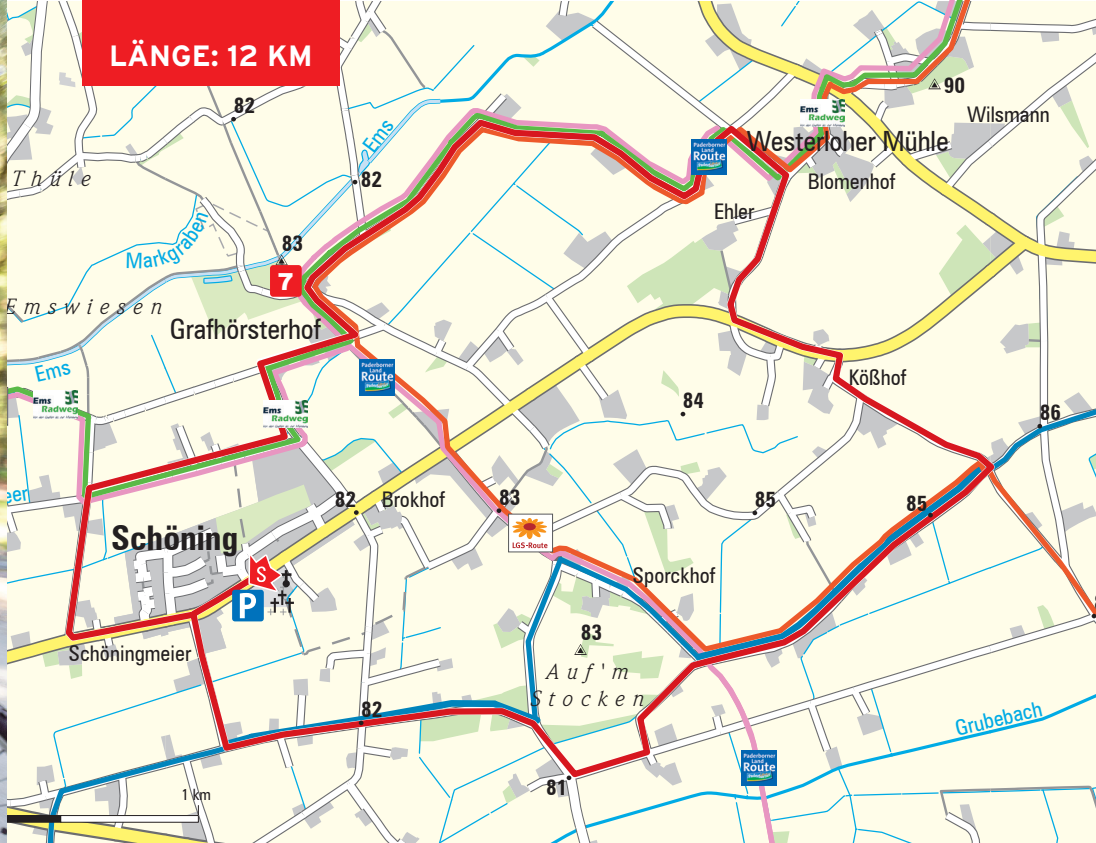 LÄNGE: 12 KM
82
90
Wilsmann
Ems
Ems
Radweg
Westerloher Mühle
Paderborner
Land
Route
Thüle
82
Blomenhof
Ehler
Markgraben
83
7
Emswiesen
Grafhörsterhof
Ems
Paderborner
Land
Route
Kößhof
Ems
Radweg
Ems
Radweg
84
86
82
Brokhof
83
85
85
Schöning
LGS-Route
S
P
Sporckhof
83
Schöningmeier
Auf'm
Stocken
82
Grubebach
Paderborner
Land
Route
81
1 km